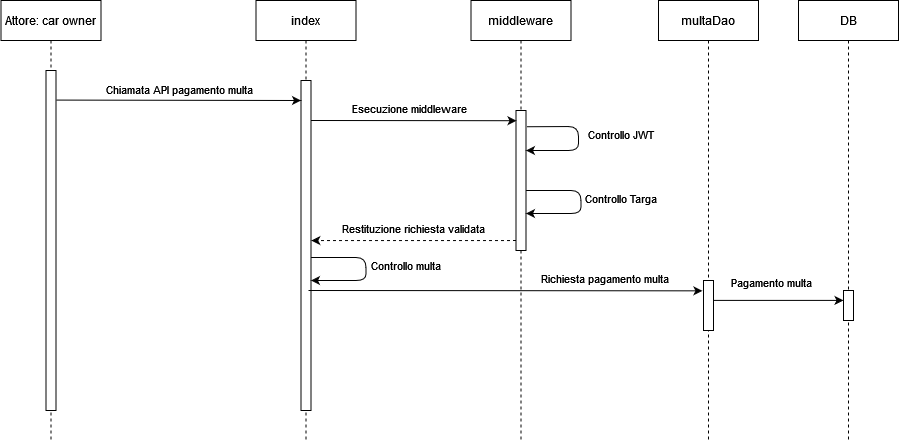 Attore: car owner
index
middleware
multaDao
DB
Chiamata API pagamento multa
Esecuzione middleware
Controllo JWT
Controllo Targa
Restituzione richiesta validata
Controllo multa
Richiesta pagamento multa
Pagamento multa